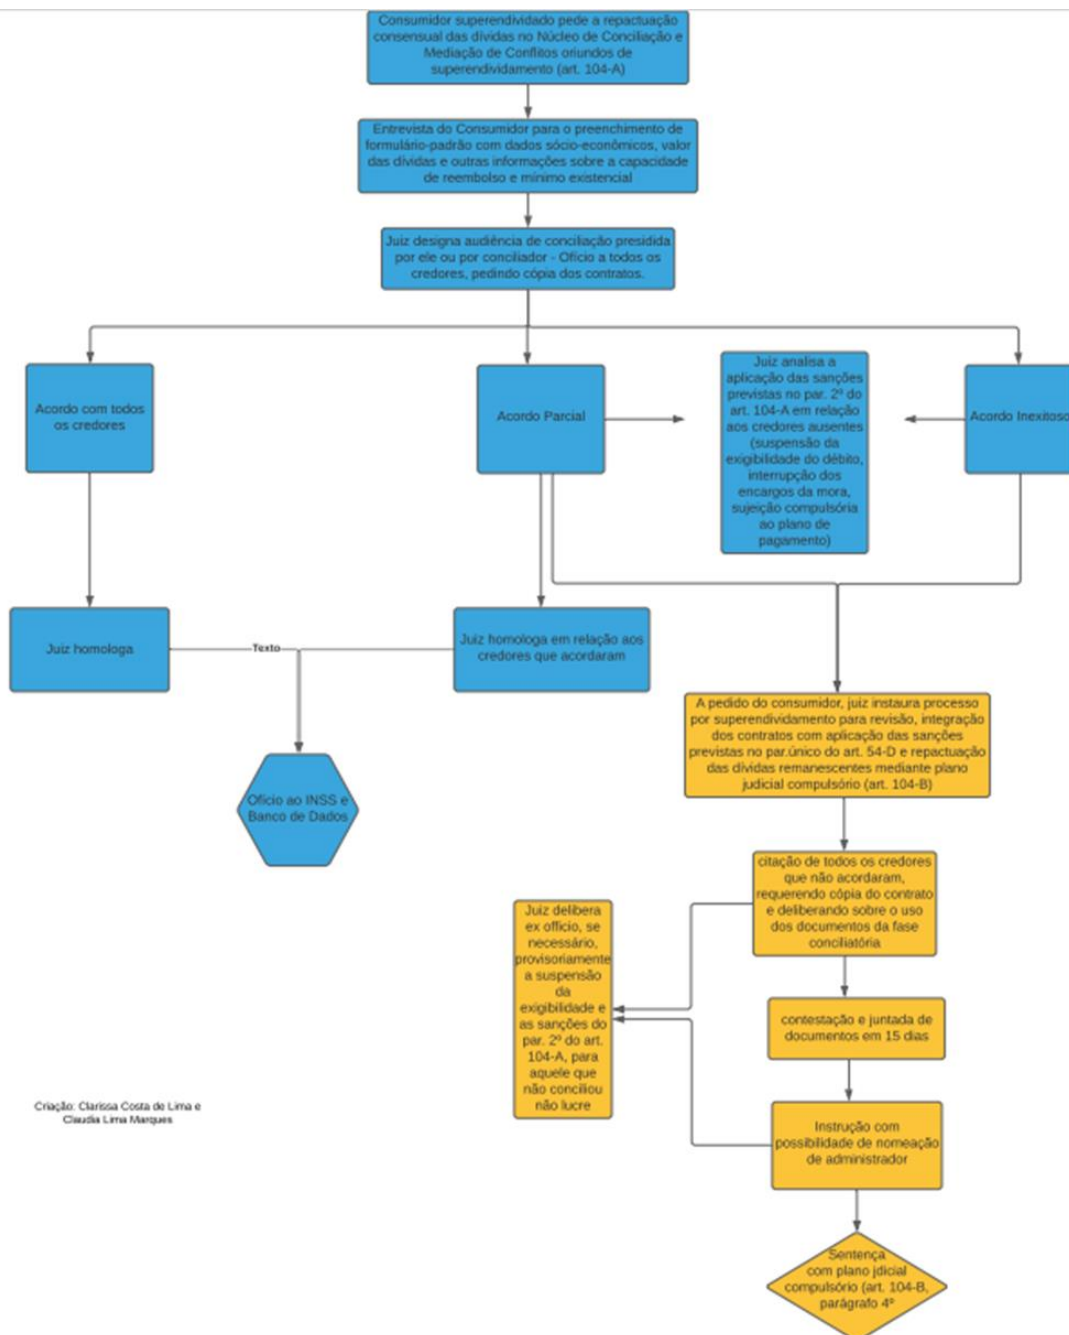 Consumidor superendividado pede a repactuação
consensual das dívidas no Núcleo de Conciliação e
Mediação de Conflitos oriundos de
superendividamento (art. 104-A)
Entrevista do Consumidor para o preenchimento de
formulário-padrão com dados sócio-econômicos, valor
das dívidas e outras informações sobre a capacidade
de reembolso e mínimo existencial
Juiz designa audiência de conciliação presidida
por ele ou por conciliador - Ofício a todos os
credores, pedindo cópia dos contratos.
Acordo com todos
os credores
Acordo Parcial
Juiz analisa a
aplicação das sanções
previstas no par. 2º do
art. 104-A em relação
aos credores ausentes
(suspensão da
exigibilidade do débito,
interrupção dos
encargos da mora,
sujeição compulsória
ao plano de
pagamento)
Acordo Inexitoso
Juiz homologa
Texto
Juiz homologa em relação aos
credores que acordaram
Ofício ao INSS e
Banco de Dados
A pedido do consumidor, juiz instaura processo
por superendividamento para revisão, integração
dos contratos com aplicação das sanções
previstas no par.único do art. 54-D e repactuação
das dívidas remanescentes mediante plano
judicial compulsório (art. 104-B)
citação de todos os credores
que não acordaram,
requerendo cópia do contrato
e deliberando sobre o uso
dos documentos da fase
conciliatória
Juiz delibera
ex officio, se
necessário,
provisoriamente
a suspensão
da
exigibilidade e
as sanções do
par. 2º do art.
104-A, para
aquele que
não conciliou
não lucre
contestação e juntada de
documentos em 15 dias
Instrução com
possibilidade de nomeação
de administrador
Sentença
com plano jdicial
compulsório (art. 104-B,
parágrafo 4º
Criação: Clarissa Costa de Lima e
Claudia Lima Marques